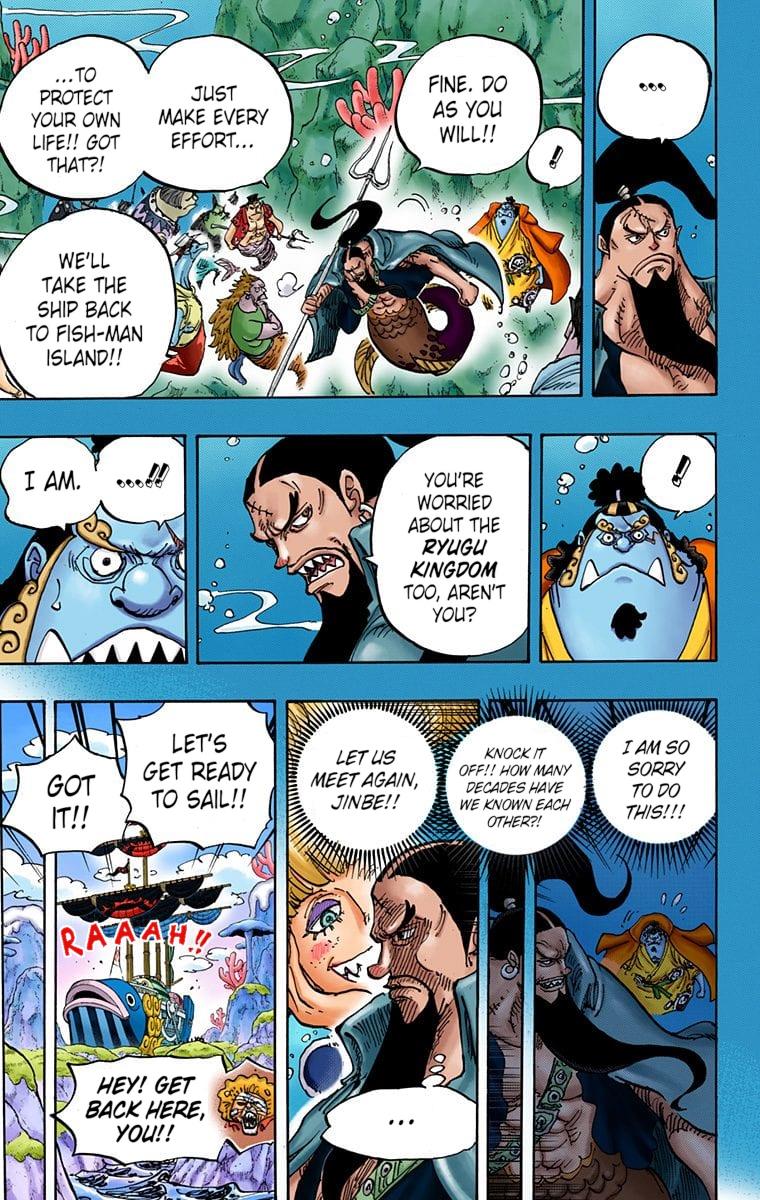 ...
!
FINE. DO
AS YOU
WILL!!
JUST
MAKE EVERY
EFFORT...
...TO
PROTECT
YOUR OWN
LIFE!! GOT
THAT?!
WE'LL
TAKE THE
SHIP BACK
TO FISH-MAN
ISLAND!!
!
YOU'RE
WORRIED
ABOUT THE
RYUGU
KINGDOM
TOO, AREN'T
YOU?
...!!
I AM.
I AM SO
SORRY
TO DO
THIS!!!
KNOCK IT
OFF!! HOW MANY
DECADES HAVE
WE KNOWN EACH
OTHER?!
LET US
MEET AGAIN,
JINBE!!
...
LET'S
GET READY
TO SAIL!!
GOT
IT!!
RAAAH!!
HEY! GET
BACK HERE,
YOU!!